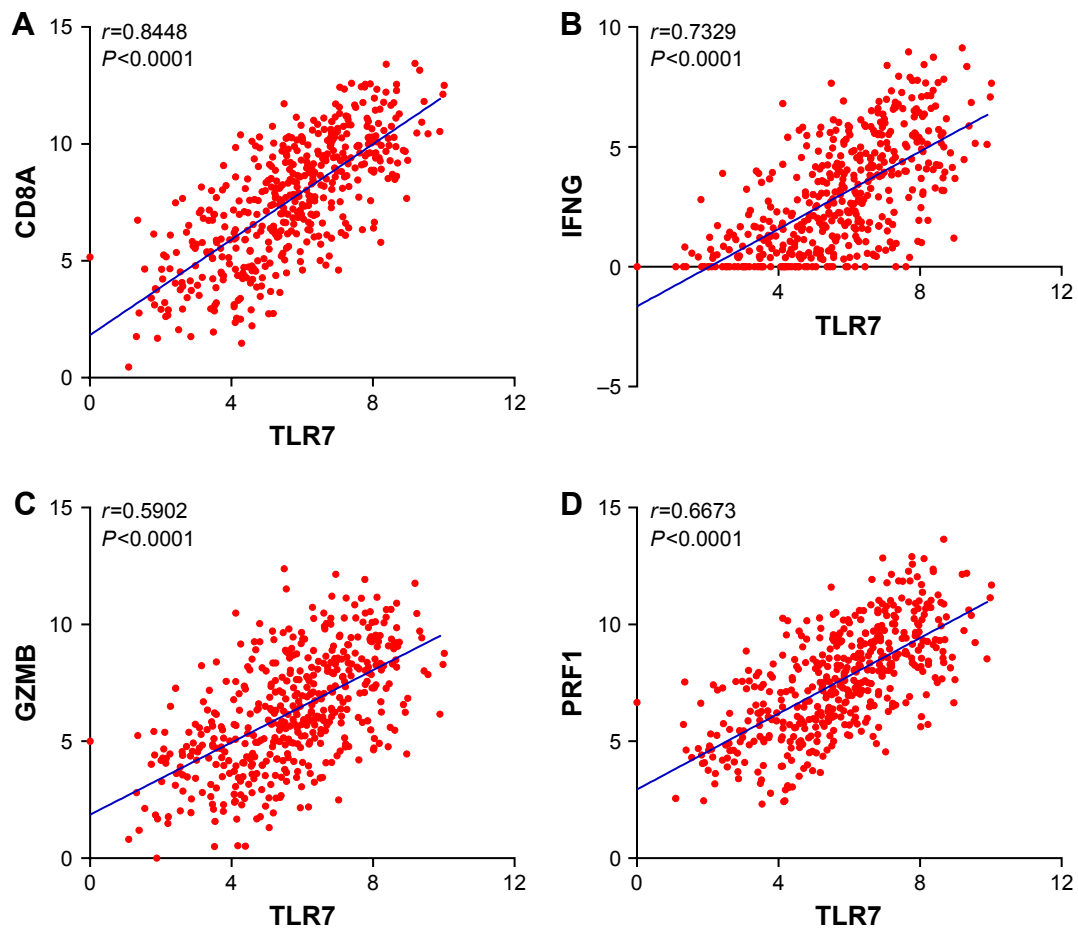 A
r=0.8448
P<0.0001
15
10
5
0
CD8A
0 4 8 12
TLR7
B
r=0.7329
P<0.0001
10
5
0
–5
IFNG
4 8 12
TLR7
C
r=0.5902
P<0.0001
15
10
5
0
GZMB
0 4 8 12
TLR7
D
r=0.6673
P<0.0001
15
10
5
0
PRF1
0 4 8 12
TLR7